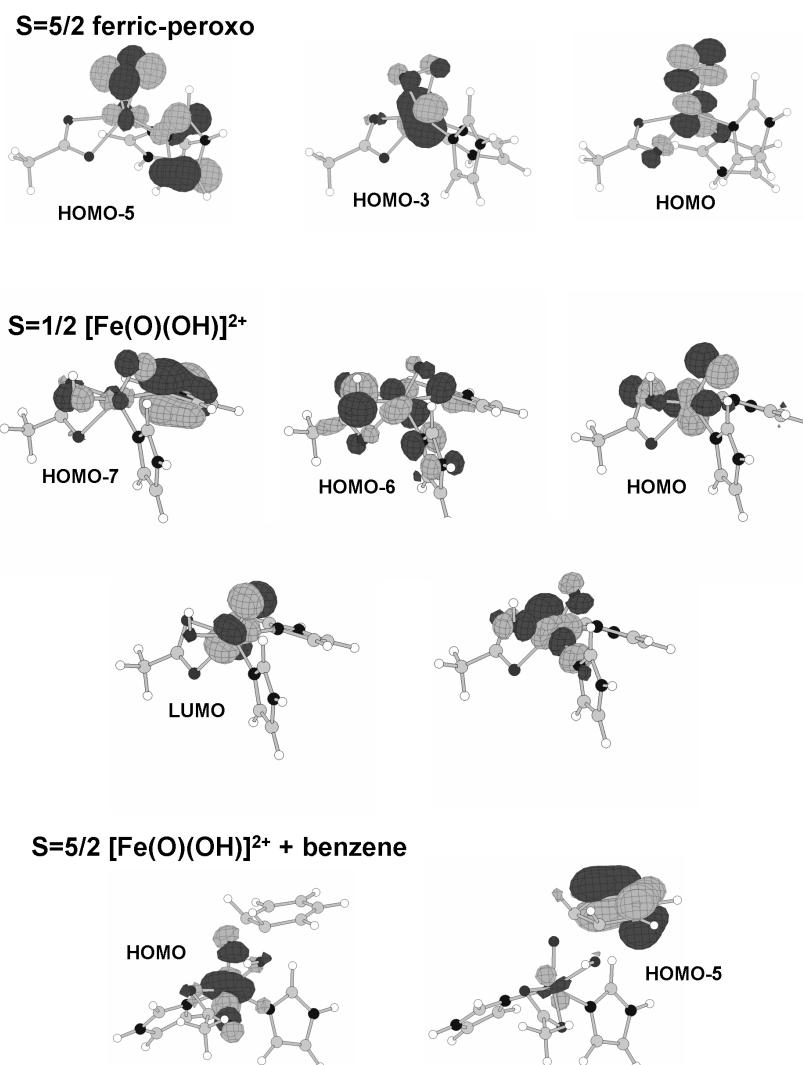 S=5/2 ferric-peroxo
HOMO-5
HOMO-3
HOMO
S=1/2 [Fe(O)(OH)]²⁺
HOMO-7
HOMO-6
HOMO
LUMO
S=5/2 [Fe(O)(OH)]²⁺ + benzene
HOMO
HOMO-5